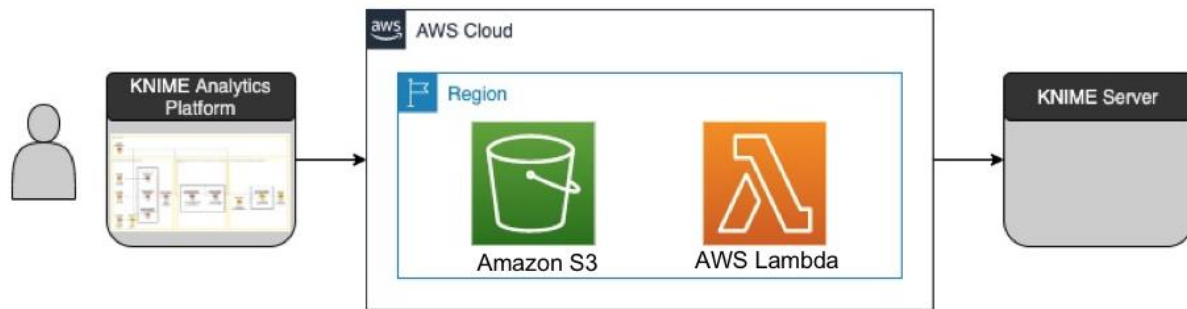 aws
AWS Cloud
KNIME Analytics
Platform
Region
KNIME Server
Amazon S3
AWS Lambda